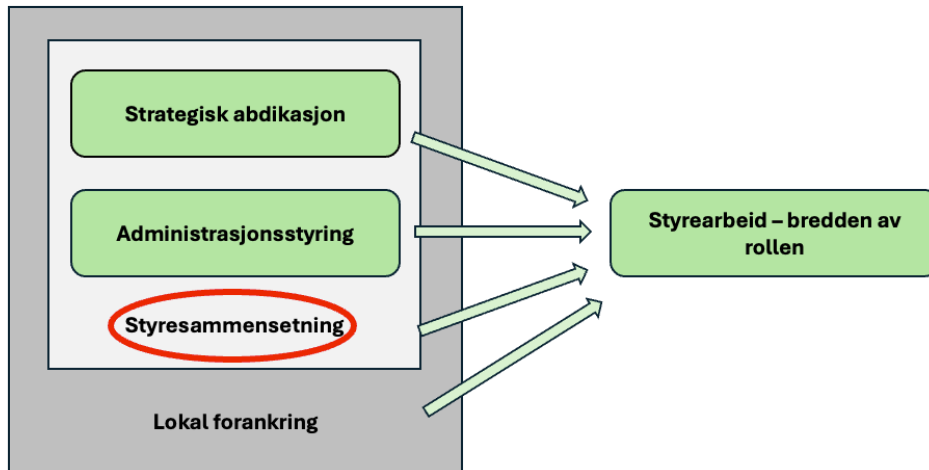 Strategisk abdikasjon
Administrasjonsstyring
Styresammensetning
Lokal forankring
Styrearbeid – bredden av
rollen